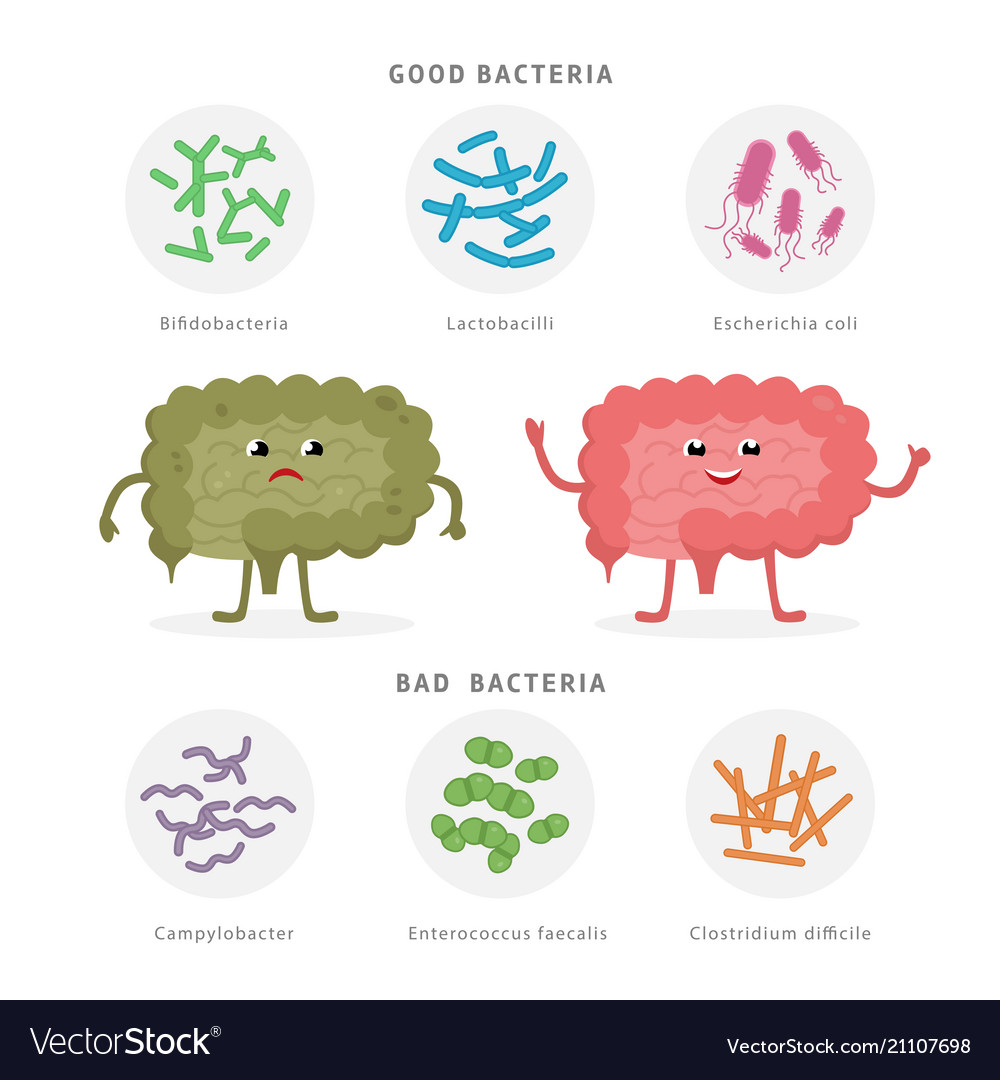 GOOD BACTERIA
Bifidobacteria
Lactobacilli
Escherichia coli
BAD BACTERIA
Campylobacter
Enterococcus faecalis
Clostridium difficile
VectorStock®
VectorStock.com/21107698